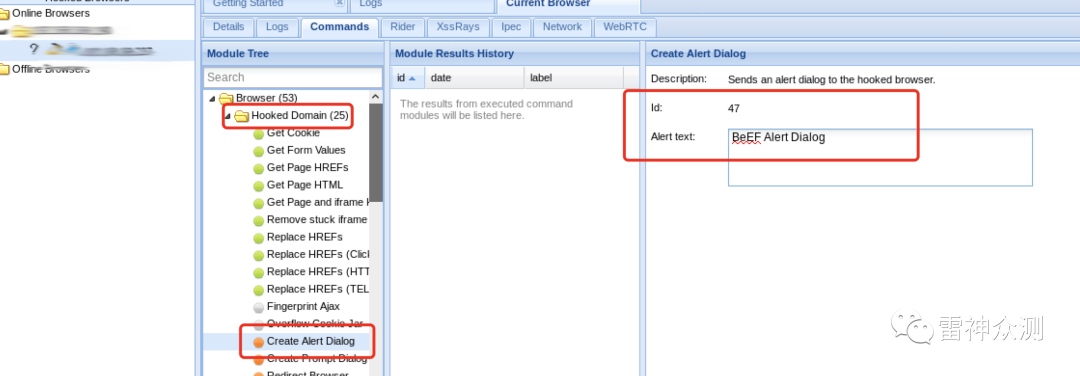 Hooked Browsers
Getting Started
Logs
Current Browser
Online Browsers
?
Offline Browsers
Details
Logs
Commands
Rider
XssRays
Ipec
Network
WebRTC
Module Tree
Search
Browser (53)
Hooked Domain (25)
Get Cookie
Get Form Values
Get Page HREFs
Get Page HTML
Get Page and iframe H
Remove stuck iframe
Replace HREFs
Replace HREFs (Click
Replace HREFs (HTT
Replace HREFs (TEL
Fingerprint Ajax
Overflow Cookie Jar
Create Alert Dialog
Create Prompt Dialog
Redirect Browser
Module Results History
id date label
The results from executed command
modules will be listed here.
Create Alert Dialog
Description: Sends an alert dialog to the hooked browser.
Id: 47
Alert text: BeEF Alert Dialog
雷神众测